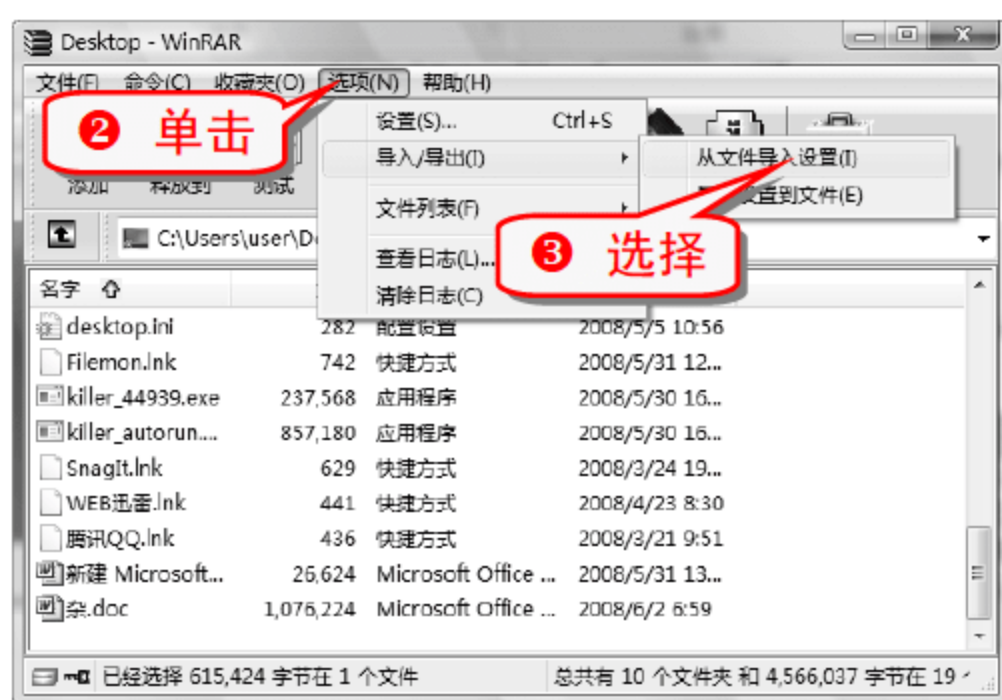 Desktop - WinRAR
文件(F) 命令(C) 收藏夹(O) 选项(N) 帮助(H)
❷ 单击
设置(S)... Ctrl+S
导入/导出(I)
从文件导入设置(I)
设置到文件(E)
添加 释放到 测试
文件列表(F)
❸ 选择
C:\Users\user\D
查看日志(L)...
清除日志(C)
名字
desktop.ini 282 配置设置 2008/5/5 10:56
Filemon.lnk 742 快捷方式 2008/5/31 12...
killer_44939.exe 237,568 应用程序 2008/5/30 16...
killer_autorun.... 857,180 应用程序 2008/5/30 16...
SnagIt.lnk 629 快捷方式 2008/3/24 19...
WEB迅雷.lnk 441 快捷方式 2008/4/23 8:30
腾讯QQ.lnk 436 快捷方式 2008/3/21 9:51
新建 Microsoft... 26,624 Microsoft Office ... 2008/5/31 13...
杂.doc 1,076,224 Microsoft Office ... 2008/6/2 6:59
已经选择 615,424 字节在 1 个文件 总共有 10 个文件夹 和 4,566,037 字节在 19